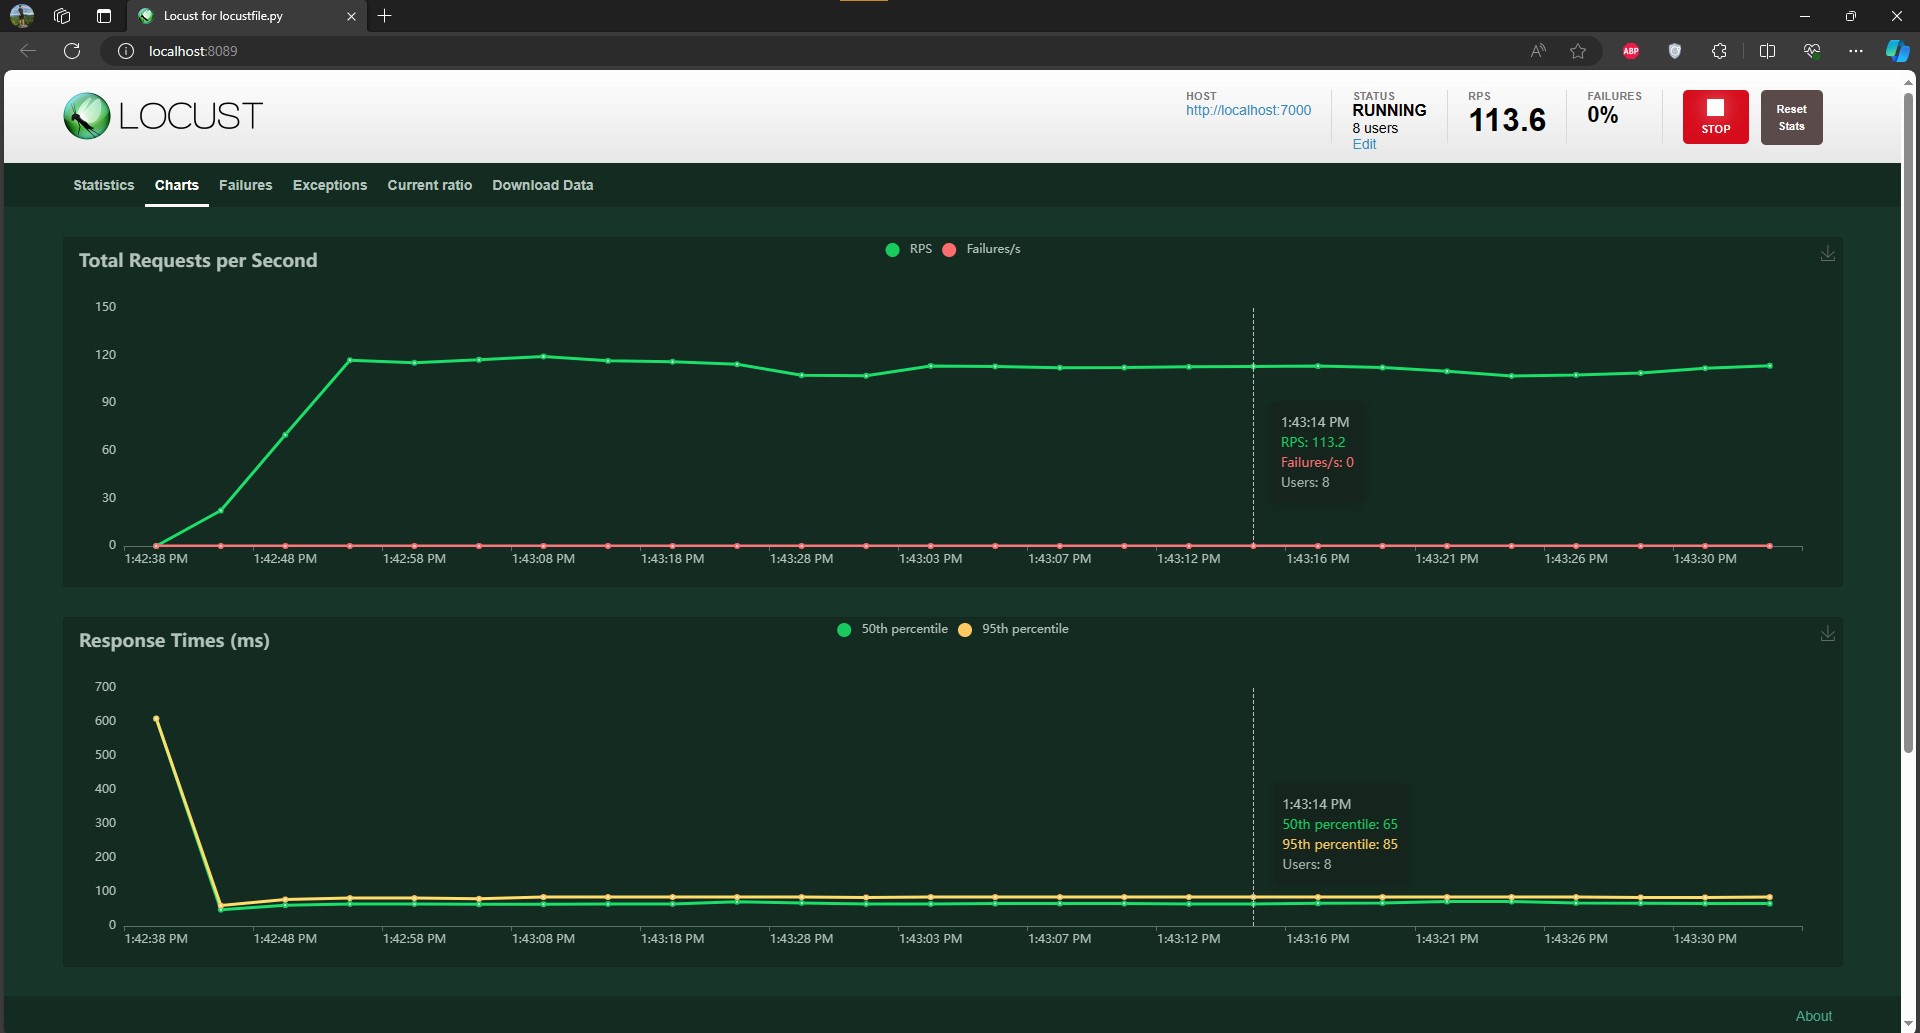 Locust for locustfile.py
localhost:8089
ABP
LOCUST
HOST
http://localhost:7000
STATUS
RUNNING
8 users
Edit
RPS
113.6
FAILURES
0%
STOP
Reset
Stats
Statistics Charts Failures Exceptions Current ratio Download Data
Total Requests per Second
RPS Failures/s
150
120
90
60
30
0
1:43:14 PM
RPS: 113.2
Failures/s: 0
Users: 8
1:42:38 PM 1:42:48 PM 1:42:58 PM 1:43:08 PM 1:43:18 PM 1:43:28 PM 1:43:03 PM 1:43:07 PM 1:43:12 PM 1:43:16 PM 1:43:21 PM 1:43:26 PM 1:43:30 PM
Response Times (ms)
50th percentile 95th percentile
700
600
500
400
300
200
100
0
1:43:14 PM
50th percentile: 65
95th percentile: 85
Users: 8
1:42:38 PM 1:42:48 PM 1:42:58 PM 1:43:08 PM 1:43:18 PM 1:43:28 PM 1:43:03 PM 1:43:07 PM 1:43:12 PM 1:43:16 PM 1:43:21 PM 1:43:26 PM 1:43:30 PM
About